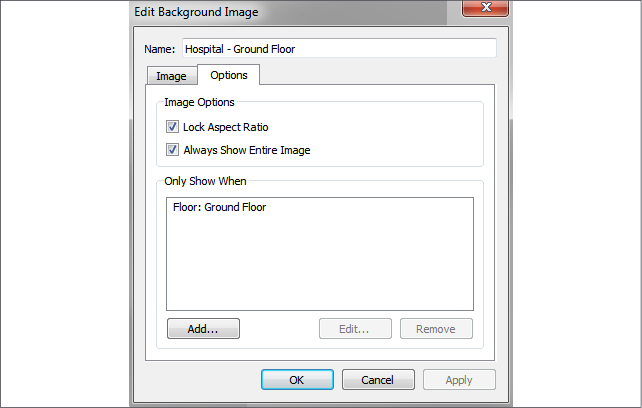 Edit Background Image
Name: Hospital - Ground Floor
Image Options
Image Options
Lock Aspect Ratio
Always Show Entire Image
Only Show When
Floor: Ground Floor
Add... Edit... Remove
OK Cancel Apply